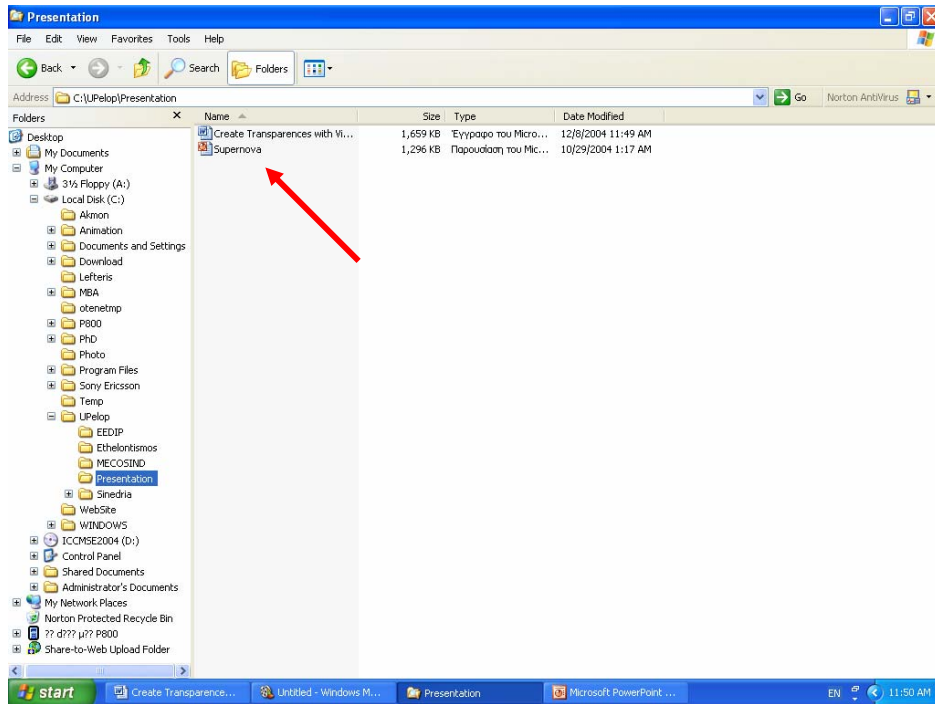 Presentation
File Edit View Favorites Tools Help
Back Search Folders
Address C:\UPelop\Presentation Go Norton AntiVirus
Folders Name Size Type Date Modified
Create Transparences with Vi... 1,659 KB Έγγραφο του Micro... 12/8/2004 11:49 AM
Supernova 1,296 KB Παρουσίαση του Mic... 10/29/2004 1:17 AM
Desktop
My Documents
My Computer
3½ Floppy (A:)
Local Disk (C:)
Akmon
Animation
Documents and Settings
Download
Lefteris
MBA
otenetmp
P800
PhD
Photo
Program Files
Sony Ericsson
Temp
UPelop
EEDIP
Ethelontismos
MECOSIND
Presentation
Sinedria
WebSite
WINDOWS
ICCMSE2004 (D:)
Control Panel
Shared Documents
Administrator's Documents
My Network Places
Norton Protected Recycle Bin
?? d??? μ?? P800
Share-to-Web Upload Folder
start Create Transparence... Untitled - Windows M... Presentation Microsoft PowerPoint ... EN 11:50 AM